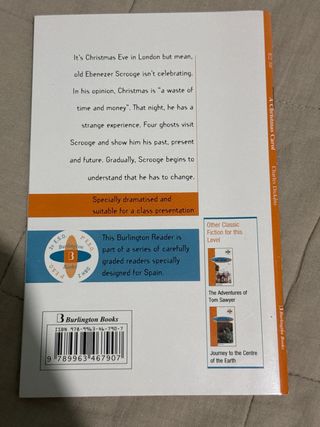 It's Christmas Eve in London but mean,
old Ebenezer Scrooge isn't celebrating.
In his opinion, Christmas is "a waste of
time and money". That night, he has a
strange experience. Four ghosts visit
Scrooge and show him his past, present
and future. Gradually, Scrooge begins to
understand that he has to change.
Specially dramatised and
suitable for a class presentation
This Burlington Reader is
part of a series of carefully
graded readers specially
designed for Spain.
Burlington
B
Books
Other Classic
Fiction for this
Level
The Adventures of
Tom Sawyer
Journey to the Centre
of the Earth
B Burlington Books
ISBN 978-9963-46-790-7
9 789963 467907
A Christmas Carol
Charles Dickens
Burlington Books